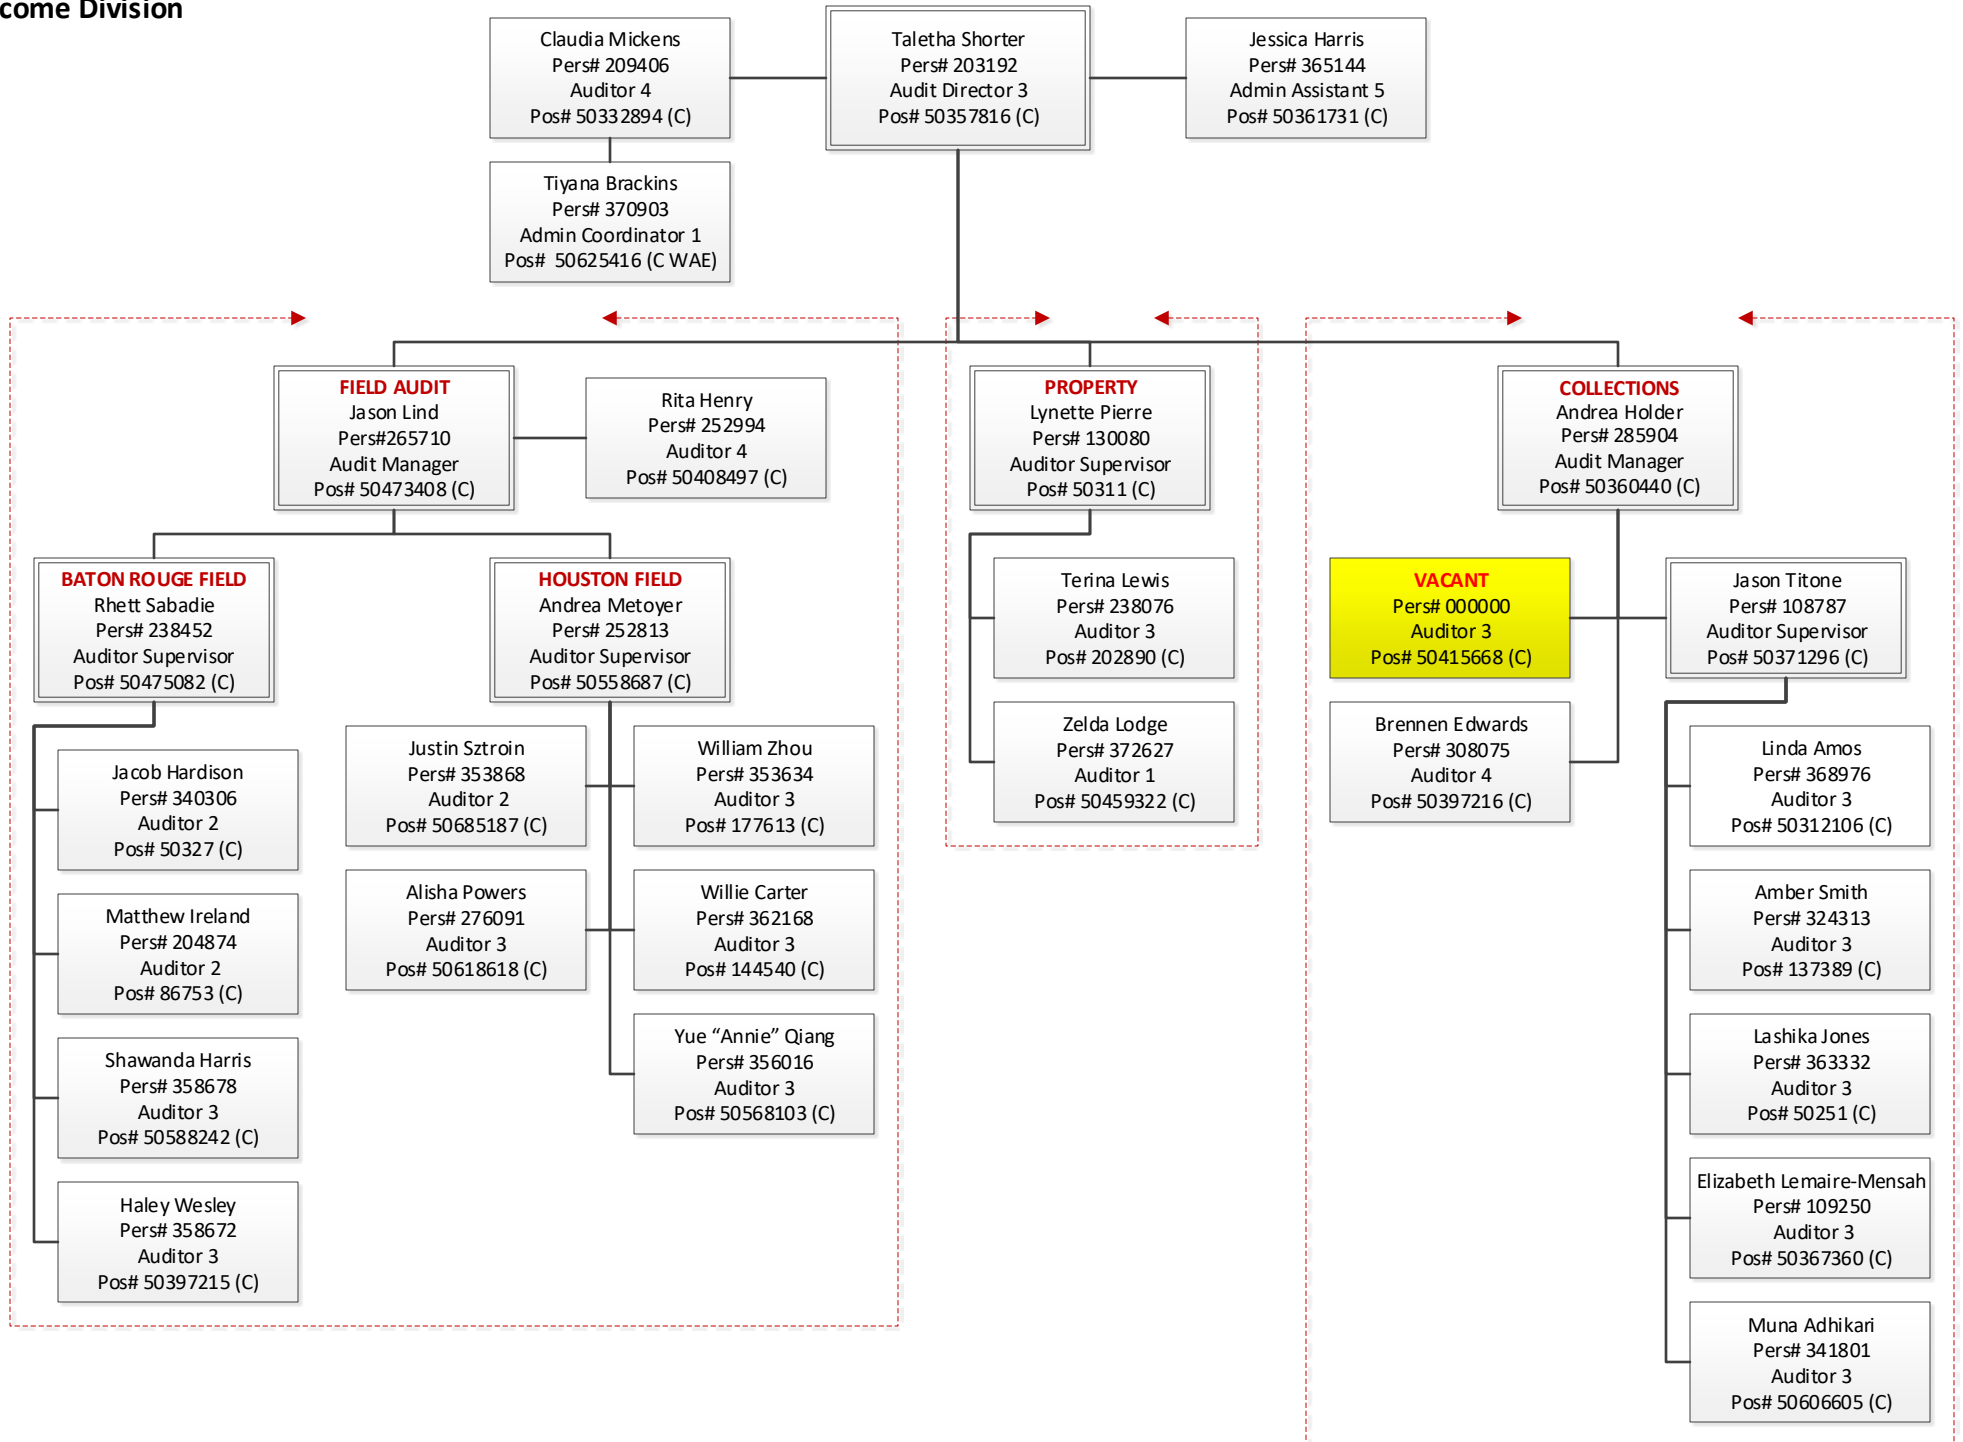 come Division
Claudia Mickens
Pers# 209406
Auditor 4
Pos# 50332894 (C)
Taletha Shorter
Pers# 203192
Audit Director 3
Pos# 50357816 (C)
Jessica Harris
Pers# 365144
Admin Assistant 5
Pos# 50361731 (C)
Tiyana Brackins
Pers# 370903
Admin Coordinator 1
Pos#  50625416 (C WAE)
FIELD AUDIT
Jason Lind
Pers#265710
Audit Manager
Pos# 50473408 (C)
Rita Henry
Pers# 252994
Auditor 4
Pos# 50408497 (C)
PROPERTY
Lynette Pierre
Pers# 130080
Auditor Supervisor
Pos# 50311 (C)
COLLECTIONS
Andrea Holder
Pers# 285904
Audit Manager
Pos# 50360440 (C)
BATON ROUGE FIELD
Rhett Sabadie
Pers# 238452
Auditor Supervisor
Pos# 50475082 (C)
HOUSTON FIELD
Andrea Metoyer
Pers# 252813
Auditor Supervisor
Pos# 50558687 (C)
Terina Lewis
Pers# 238076
Auditor 3
Pos# 202890 (C)
VACANT
Pers# 000000
Auditor 3
Pos# 50415668 (C)
Jason Titone
Pers# 108787
Auditor Supervisor
Pos# 50371296 (C)
Jacob Hardison
Pers# 340306
Auditor 2
Pos# 50327 (C)
Justin Sztroin
Pers# 353868
Auditor 2
Pos# 50685187 (C)
William Zhou
Pers# 353634
Auditor 3
Pos# 177613 (C)
Zelda Lodge
Pers# 372627
Auditor 1
Pos# 50459322 (C)
Brennen Edwards
Pers# 308075
Auditor 4
Pos# 50397216 (C)
Linda Amos
Pers# 368976
Auditor 3
Pos# 50312106 (C)
Matthew Ireland
Pers# 204874
Auditor 2
Pos# 86753 (C)
Alisha Powers
Pers# 276091
Auditor 3
Pos# 50618618 (C)
Willie Carter
Pers# 362168
Auditor 3
Pos# 144540 (C)
Amber Smith
Pers# 324313
Auditor 3
Pos# 137389 (C)
Shawanda Harris
Pers# 358678
Auditor 3
Pos# 50588242 (C)
Yue “Annie” Qiang
Pers# 356016
Auditor 3
Pos# 50568103 (C)
Lashika Jones
Pers# 363332
Auditor 3
Pos# 50251 (C)
Haley Wesley
Pers# 358672
Auditor 3
Pos# 50397215 (C)
Elizabeth Lemaire-Mensah
Pers# 109250
Auditor 3
Pos# 50367360 (C)
Muna Adhikari
Pers# 341801
Auditor 3
Pos# 50606605 (C)